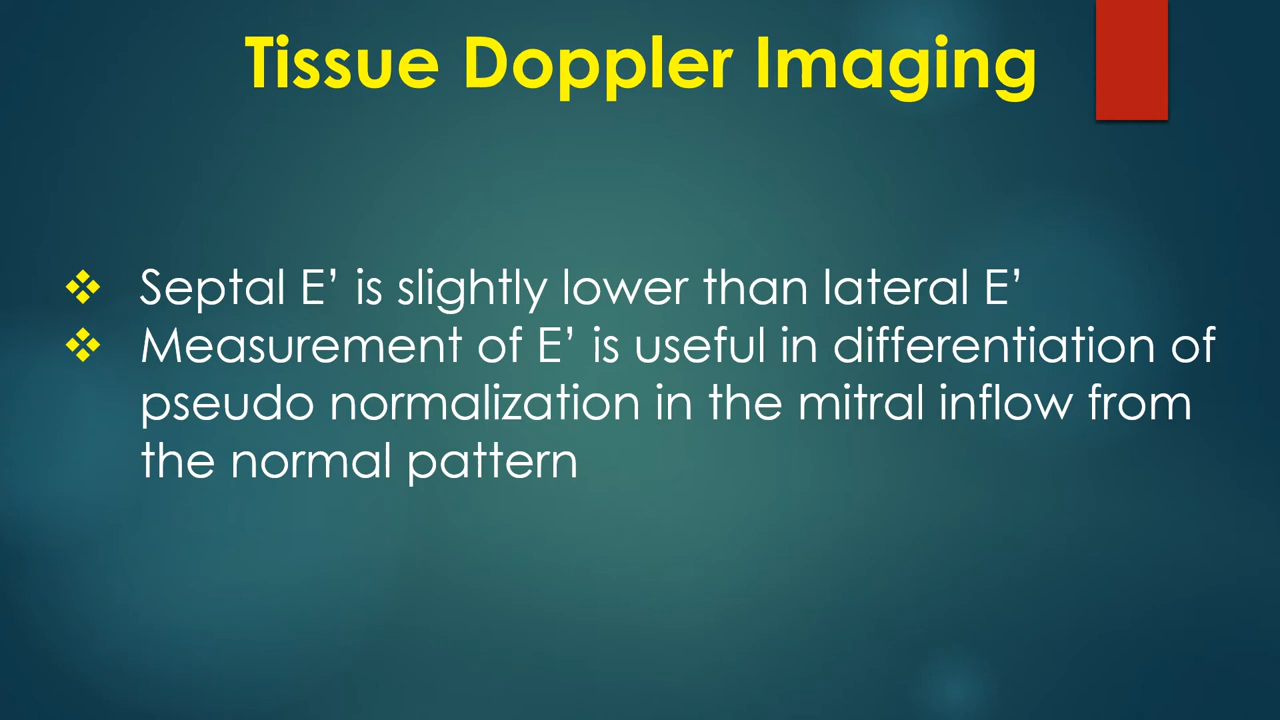 Tissue Doppler Imaging
Septal E’ is slightly lower than lateral E’
Measurement of E’ is useful in differentiation of
pseudo normalization in the mitral inflow from
the normal pattern